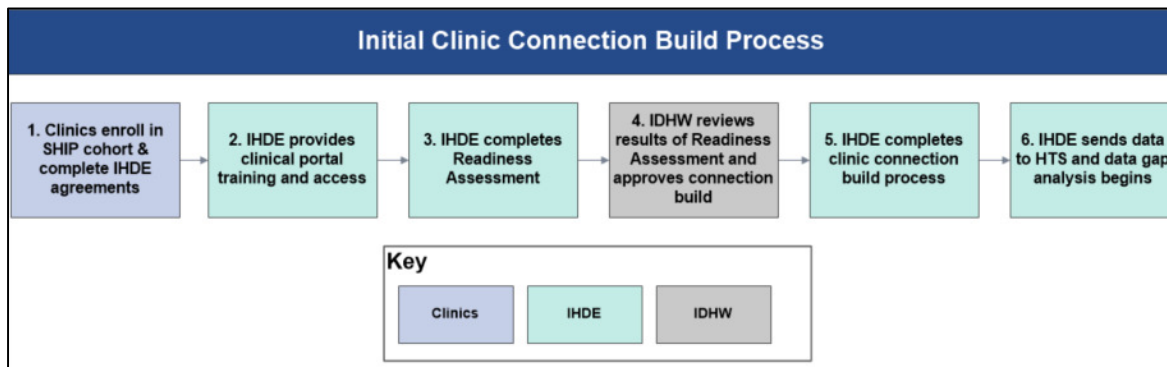 Initial Clinic Connection Build Process
1. Clinics enroll in
SHIP cohort &
complete IHDE
agreements
2. IHDE provides
clinical portal
training and access
3. IHDE completes
Readiness
Assessment
4. IDHW reviews
results of Readiness
Assessment and
approves connection
build
5. IHDE completes
clinic connection
build process
6. IHDE sends data
to HTS and data gap
analysis begins
Key
Clinics
IHDE
IDHW